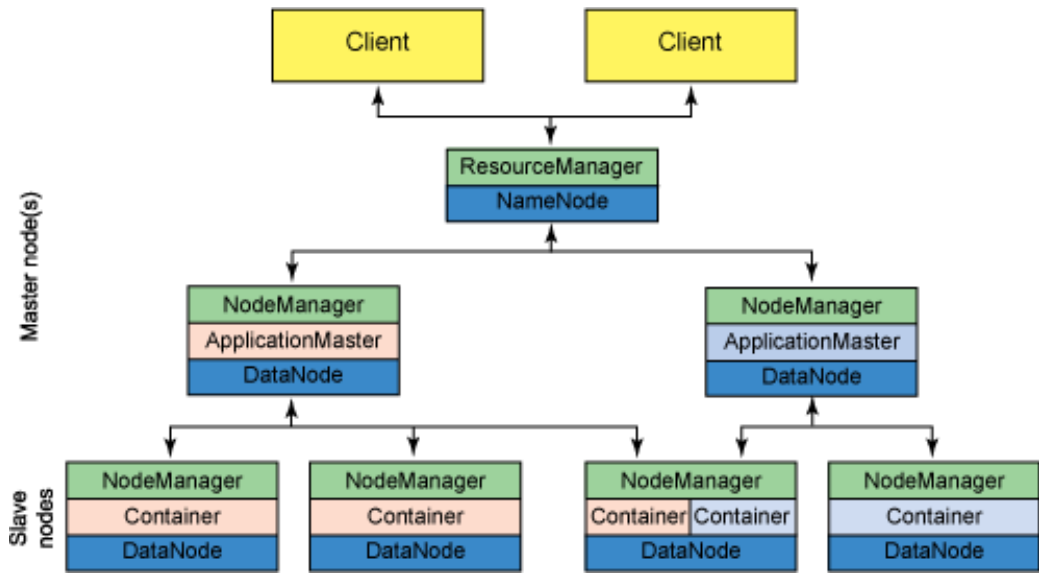 Client
Client
Master node(s)
ResourceManager
NameNode
NodeManager
ApplicationMaster
DataNode
NodeManager
ApplicationMaster
DataNode
Slave
nodes
NodeManager
Container
DataNode
NodeManager
Container
DataNode
NodeManager
Container Container
DataNode
NodeManager
Container
DataNode